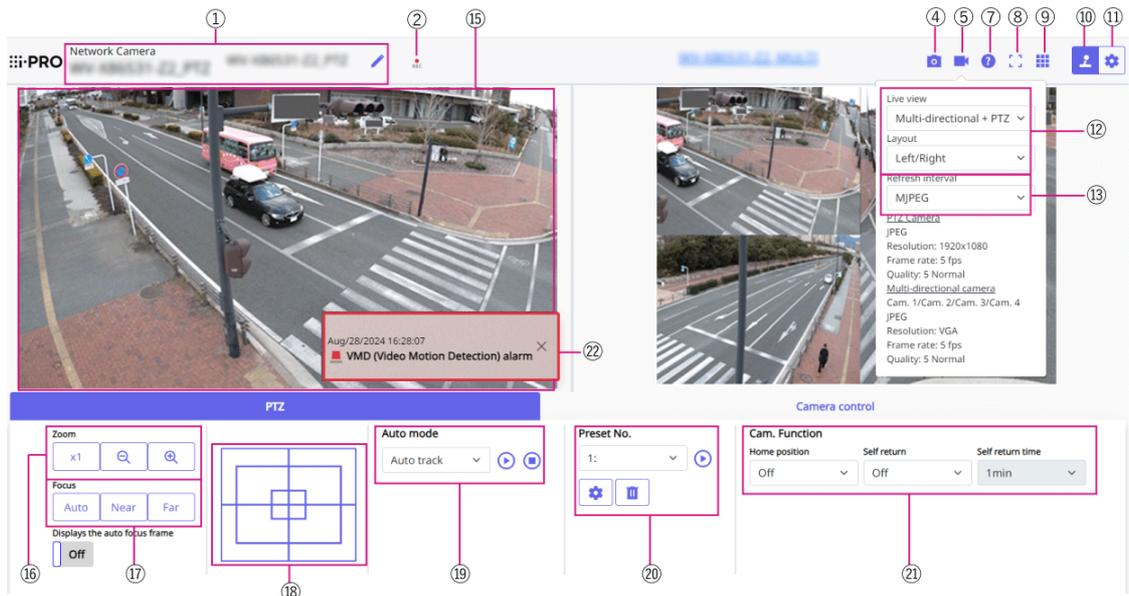 ① ② ⑮ ④ ⑤ ⑦ ⑧ ⑨ ⑩ ⑪
i-PRO
Network Camera
REC
Live view
Multi-directional + PTZ
⑫
Layout
Left/Right
Refresh interval
MJPEG
⑬
PTZ Camera
JPEG
Resolution: 1920x1080
Frame rate: 5 fps
Quality: 5 Normal
Multi-directional camera
Cam. 1/Cam. 2/Cam. 3/Cam. 4
JPEG
Resolution: VGA
Frame rate: 5 fps
Quality: 5 Normal
Aug/28/2024 16:28:07
VMD (Video Motion Detection) alarm
㉒
PTZ Camera control
Zoom
x1
Focus
Auto Near Far
Displays the auto focus frame
Off
Auto mode
Auto track
Preset No.
1:
Cam. Function
Home position Self return Self return time
Off Off 1min
⑯ ⑰ ⑱ ⑲ ⑳ ㉑